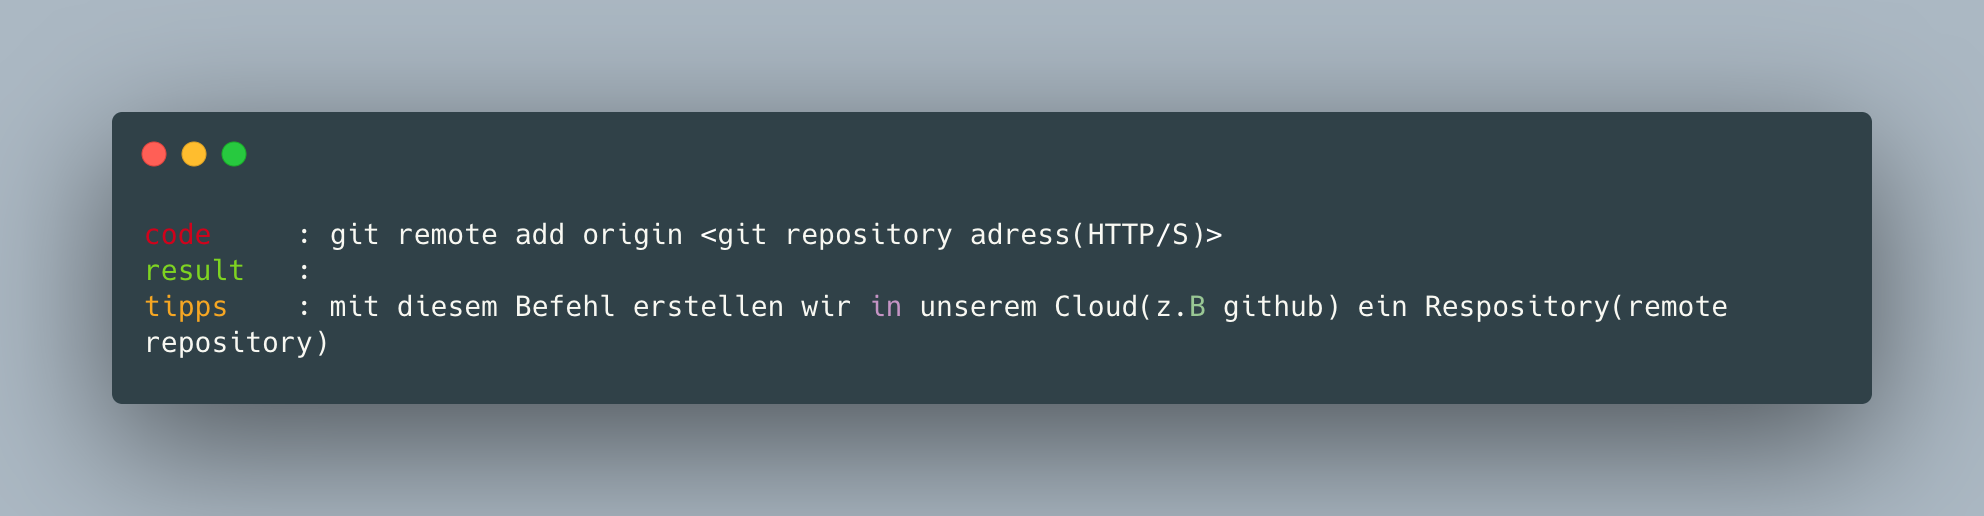 code     : git remote add origin <git repository adress(HTTP/S)>
result   :
tipps    : mit diesem Befehl erstellen wir in unserem Cloud(z.B github) ein Respository(remote
repository)